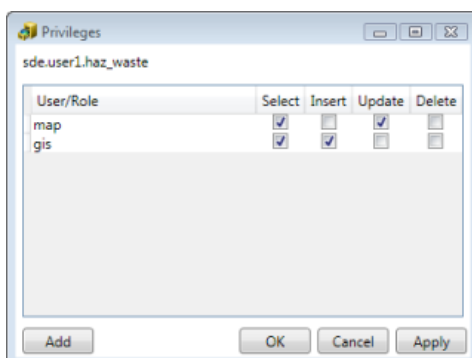 Privileges
sde.user1.haz_waste
User/Role Select Insert Update Delete
map
gis
Add OK Cancel Apply